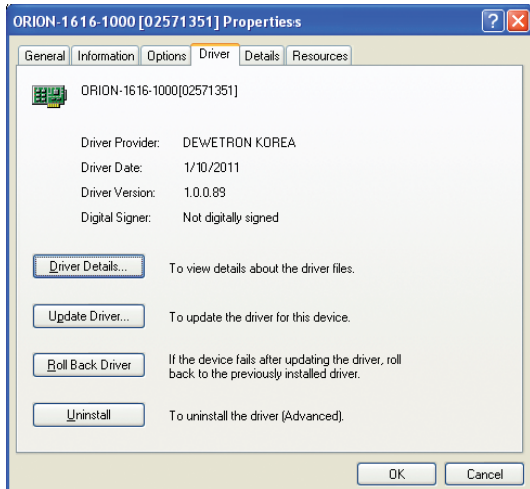 ORION-1616-1000 [02571351] Properties
General Information Options Driver Details Resources
ORION-1616-1000[02571351]
Driver Provider: DEWETRON KOREA
Driver Date: 1/10/2011
Driver Version: 1.0.0.89
Digital Signer: Not digitally signed
Driver Details... To view details about the driver files.
Update Driver... To update the driver for this device.
Roll Back Driver If the device fails after updating the driver, roll
back to the previously installed driver.
Uninstall To uninstall the driver (Advanced).
OK Cancel